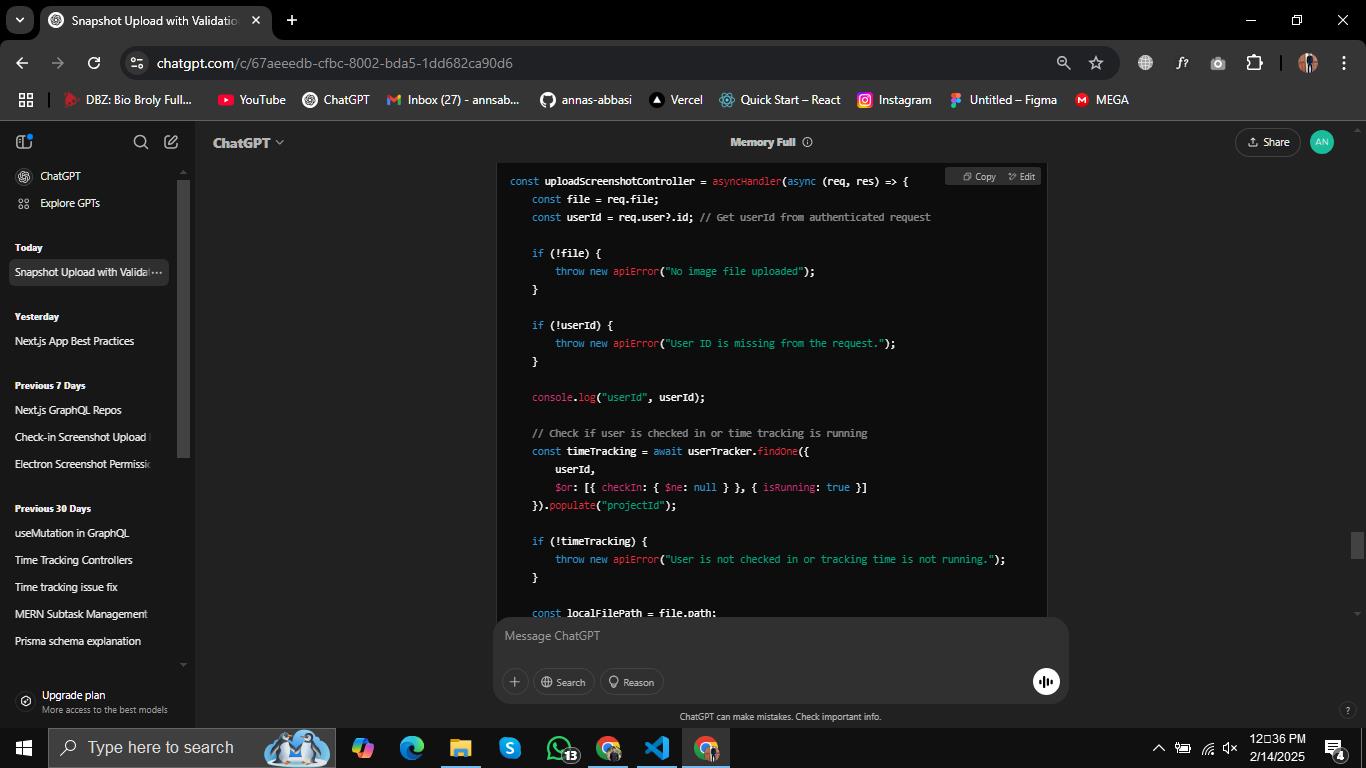 Snapshot Upload with Validatio
chatgpt.com/c/67aeeedb-cfbc-8002-bda5-1dd682ca90d6
DBZ: Bio Broly Full...
YouTube
ChatGPT
Inbox (27) - annsab...
annas-abbasi
Vercel
Quick Start – React
Instagram
Untitled – Figma
MEGA
ChatGPT
Explore GPTs
Today
Snapshot Upload with Valida
Yesterday
Next.js App Best Practices
Previous 7 Days
Next.js GraphQL Repos
Check-in Screenshot Upload
Electron Screenshot Permissic
Previous 30 Days
useMutation in GraphQL
Time Tracking Controllers
Time tracking issue fix
MERN Subtask Management
Prisma schema explanation
Upgrade plan
More access to the best models
ChatGPT
Memory Full
Share
AN
Copy
Edit
const uploadScreenshotController = asyncHandler(async (req, res) => {
const file = req.file;
const userId = req.user?.id; // Get userId from authenticated request
if (!file) {
throw new apiError("No image file uploaded");
}
if (!userId) {
throw new apiError("User ID is missing from the request.");
}
console.log("userId", userId);
// Check if user is checked in or time tracking is running
const timeTracking = await userTracker.findOne({
userId,
$or: [{ checkIn: { $ne: null } }, { isRunning: true }]
}).populate("projectId");
if (!timeTracking) {
throw new apiError("User is not checked in or tracking time is not running.");
}
const localFilePath = file.path;
Message ChatGPT
Search
Reason
ChatGPT can make mistakes. Check important info.
?
Type here to search
13
12▯36 PM
2/14/2025
4